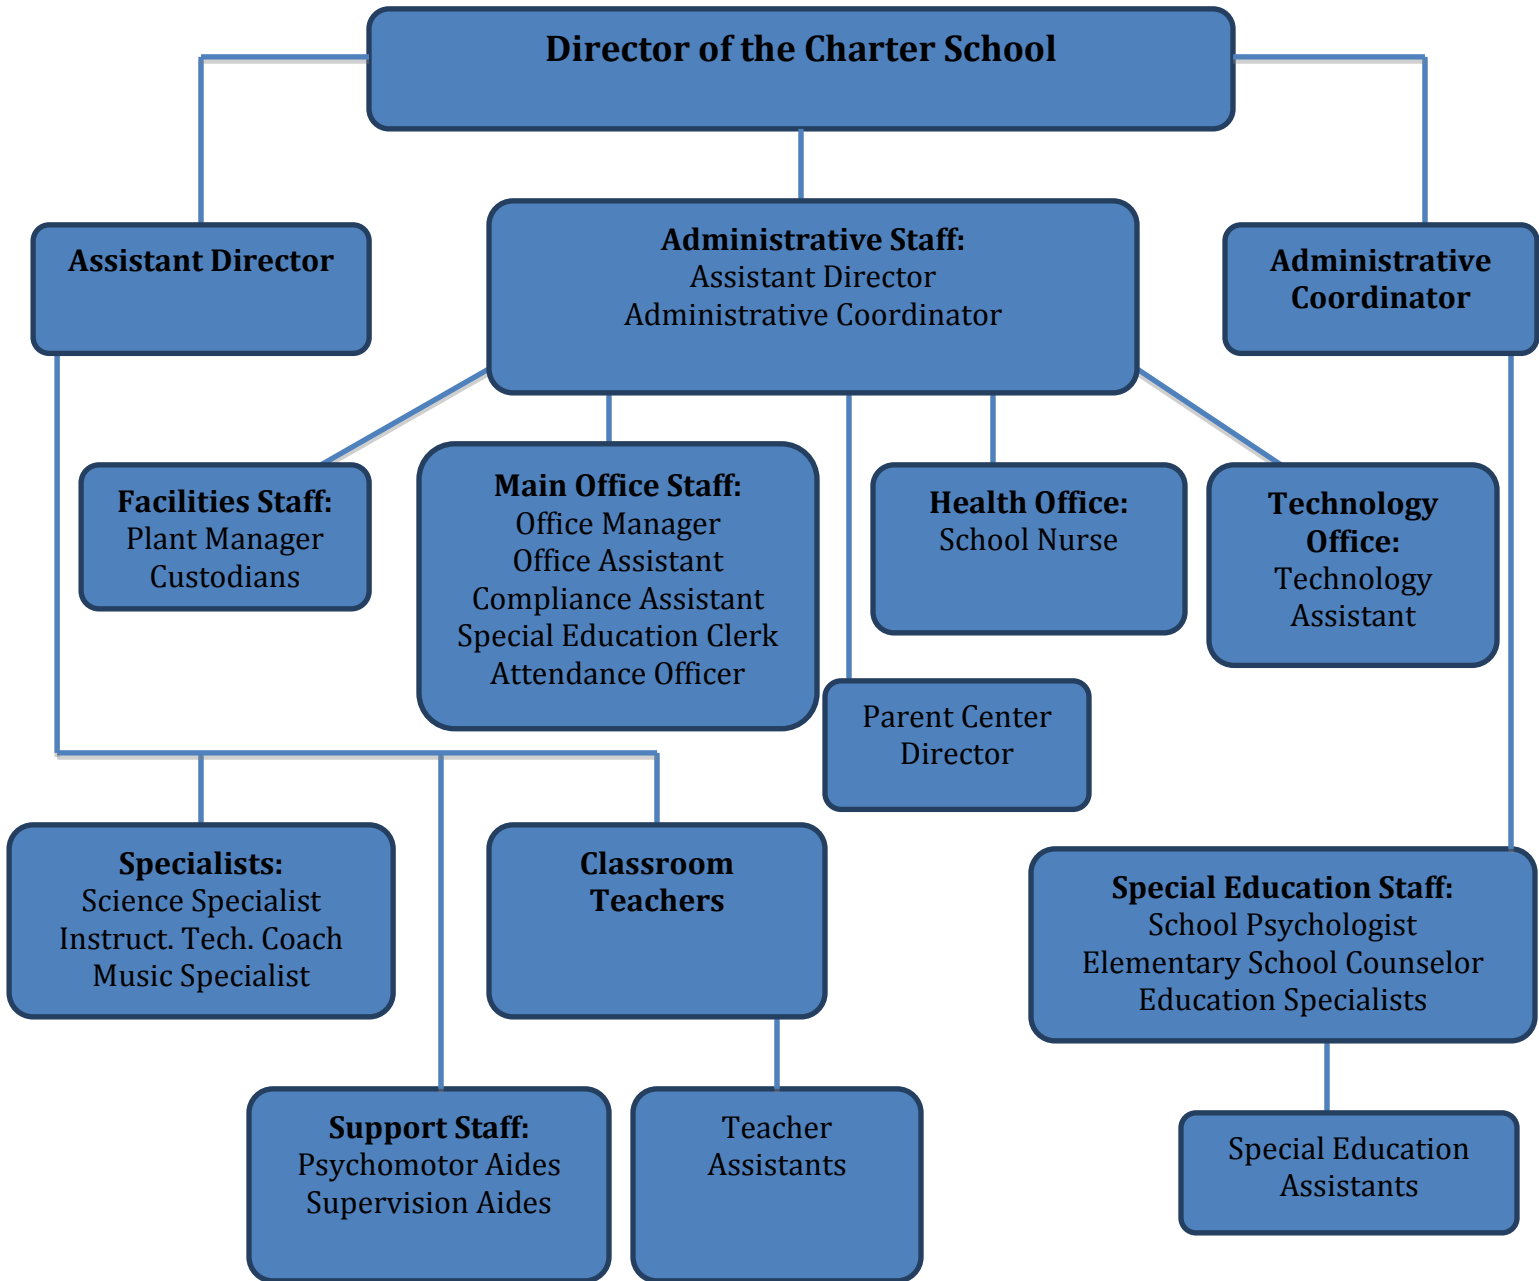 Director of the Charter School
Assistant Director
Administrative Staff:
Assistant Director
Administrative Coordinator
Administrative
Coordinator
Facilities Staff:
Plant Manager
Custodians
Main Office Staff:
Office Manager
Office Assistant
Compliance Assistant
Special Education Clerk
Attendance Officer
Health Office:
School Nurse
Technology
Office:
Technology
Assistant
Parent Center
Director
Specialists:
Science Specialist
Instruct. Tech. Coach
Music Specialist
Classroom
Teachers
Special Education Staff:
School Psychologist
Elementary School Counselor
Education Specialists
Support Staff:
Psychomotor Aides
Supervision Aides
Teacher
Assistants
Special Education
Assistants